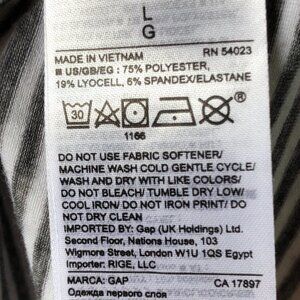 L
G
MADE IN VIETNAM RN 54023
US/GB/EG : 75% POLYESTER,
19% LYOCELL, 6% SPANDEX/ELASTANE
30
1166
DO NOT USE FABRIC SOFTENER/
MACHINE WASH COLD GENTLE CYCLE/
WASH AND DRY WITH LIKE COLORS/
DO NOT BLEACH/ TUMBLE DRY LOW/
COOL IRON/ DO NOT IRON PRINT/ DO
NOT DRY CLEAN
IMPORTED BY: Gap (UK Holdings) Ltd
Second Floor, Nations House, 103
Wigmore Street, London W1U 1QS Egypt
Importer: RIGE, LLC
MARCA: GAP CA 17897
Одежда первого слоя